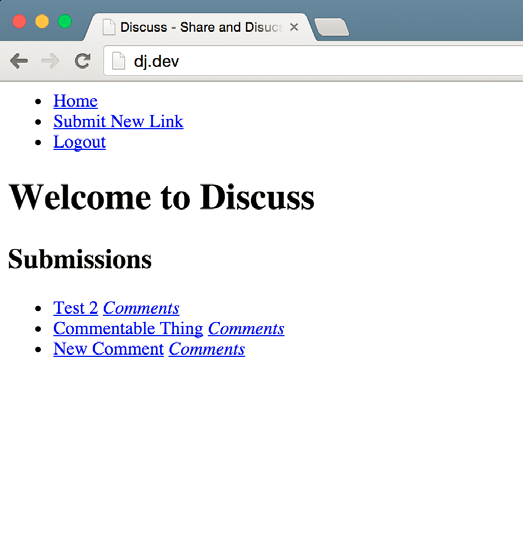 Discuss - Share and Disuc
dj.dev
Home
Submit New Link
Logout
Welcome to Discuss
Submissions
Test 2 Comments
Commentable Thing Comments
New Comment Comments